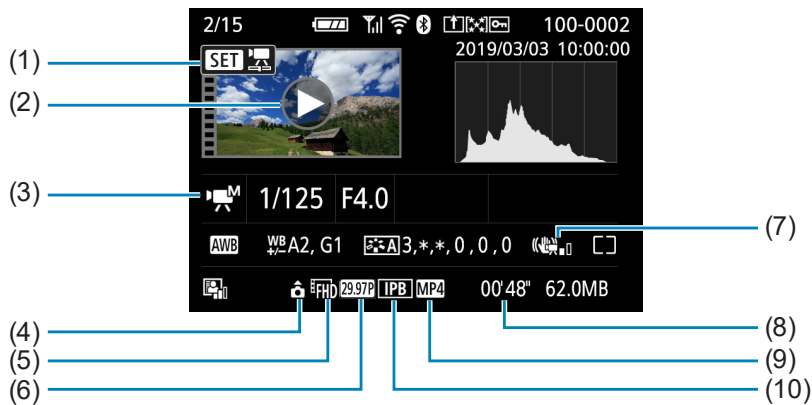 2/15 100-0002
2019/03/03 10:00:00
(1) SET
(2)
(3) M 1/125 F4.0
(7)
AWB WB+/- A2, G1 A 3,*,*,0,0,0
FHD 29.97P IPB MP4 00'48" 62.0MB
(4) (8)
(5) (9)
(6) (10)